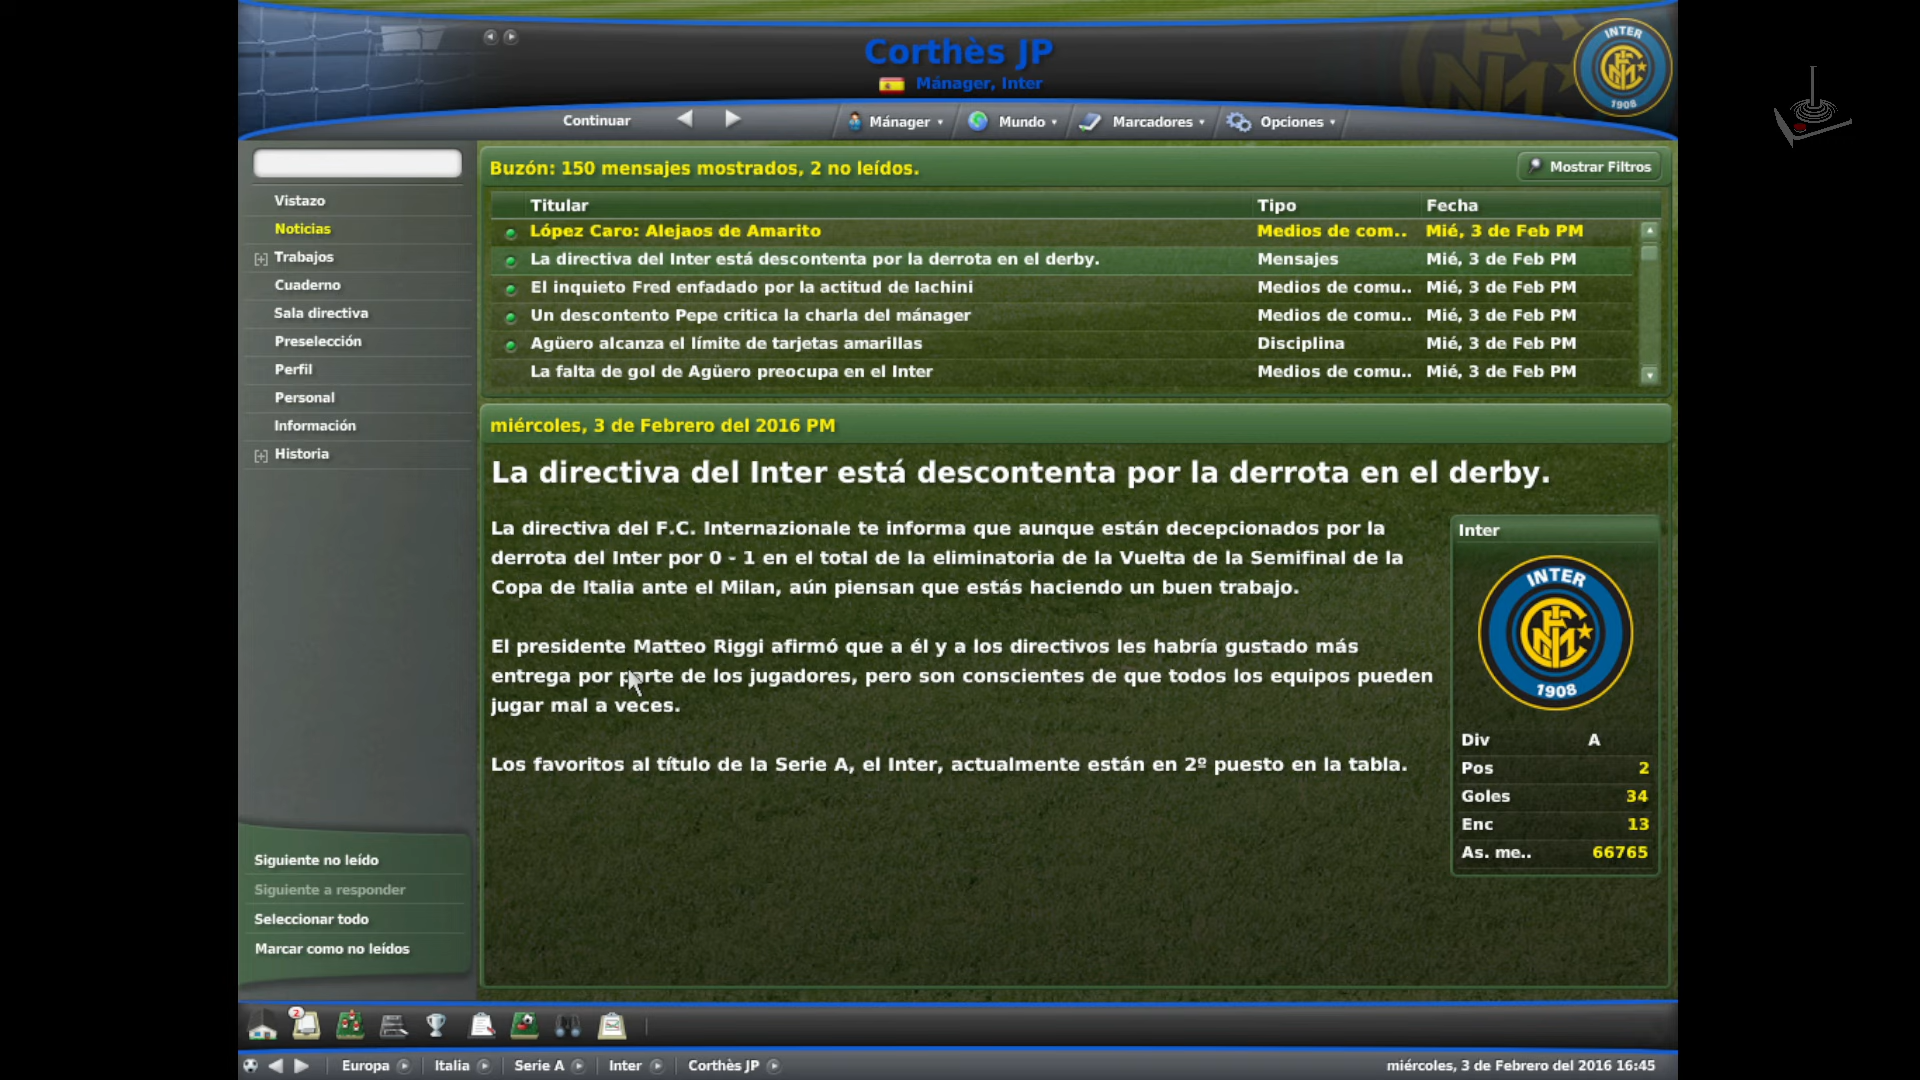 Corthès JP
Mánager, Inter
INTER
1908
Continuar
Mánager
Mundo
Marcadores
Opciones
Vistazo
Noticias
Trabajos
Cuaderno
Sala directiva
Preselección
Perfil
Personal
Información
Historia
Buzón: 150 mensajes mostrados, 2 no leídos.
Mostrar Filtros
Titular Tipo Fecha
López Caro: Alejaos de Amarito Medios de com.. Mié, 3 de Feb PM
La directiva del Inter está descontenta por la derrota en el derby. Mensajes Mié, 3 de Feb PM
El inquieto Fred enfadado por la actitud de Iachini Medios de comu.. Mié, 3 de Feb PM
Un descontento Pepe critica la charla del mánager Medios de comu.. Mié, 3 de Feb PM
Agüero alcanza el límite de tarjetas amarillas Disciplina Mié, 3 de Feb PM
La falta de gol de Agüero preocupa en el Inter Medios de comu.. Mié, 3 de Feb PM
miércoles, 3 de Febrero del 2016 PM
La directiva del Inter está descontenta por la derrota en el derby.
La directiva del F.C. Internazionale te informa que aunque están decepcionados por la
derrota del Inter por 0 - 1 en el total de la eliminatoria de la Vuelta de la Semifinal de la
Copa de Italia ante el Milan, aún piensan que estás haciendo un buen trabajo.
El presidente Matteo Riggi afirmó que a él y a los directivos les habría gustado más
entrega por parte de los jugadores, pero son conscientes de que todos los equipos pueden
jugar mal a veces.
Los favoritos al título de la Serie A, el Inter, actualmente están en 2º puesto en la tabla.
Inter
INTER
1908
Div A
Pos 2
Goles 34
Enc 13
As. me.. 66765
Siguiente no leído
Siguiente a responder
Seleccionar todo
Marcar como no leídos
2
Europa
Italia
Serie A
Inter
Corthès JP
miércoles, 3 de Febrero del 2016 16:45